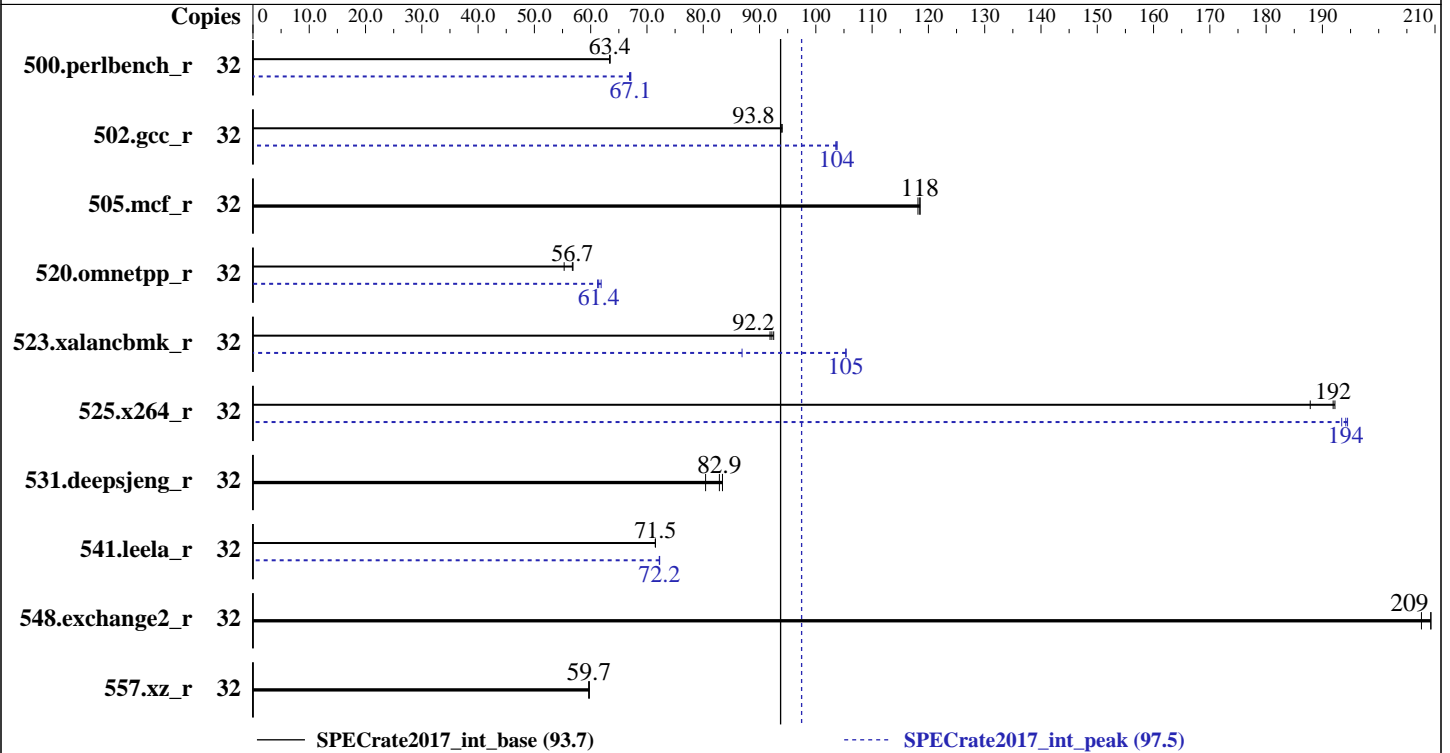 Copies 0 10.0 20.0 30.0 40.0 50.0 60.0 70.0 80.0 90.0 100 110 120 130 140 150 160 170 180 190 210
63.4
500.perlbench_r 32
67.1
93.8
502.gcc_r 32
104
118
505.mcf_r 32
56.7
520.omnetpp_r 32
61.4
92.2
523.xalancbmk_r 32
105
192
525.x264_r 32
194
82.9
531.deepsjeng_r 32
71.5
541.leela_r 32
72.2
209
548.exchange2_r 32
59.7
557.xz_r 32
SPECrate2017_int_base (93.7) SPECrate2017_int_peak (97.5)